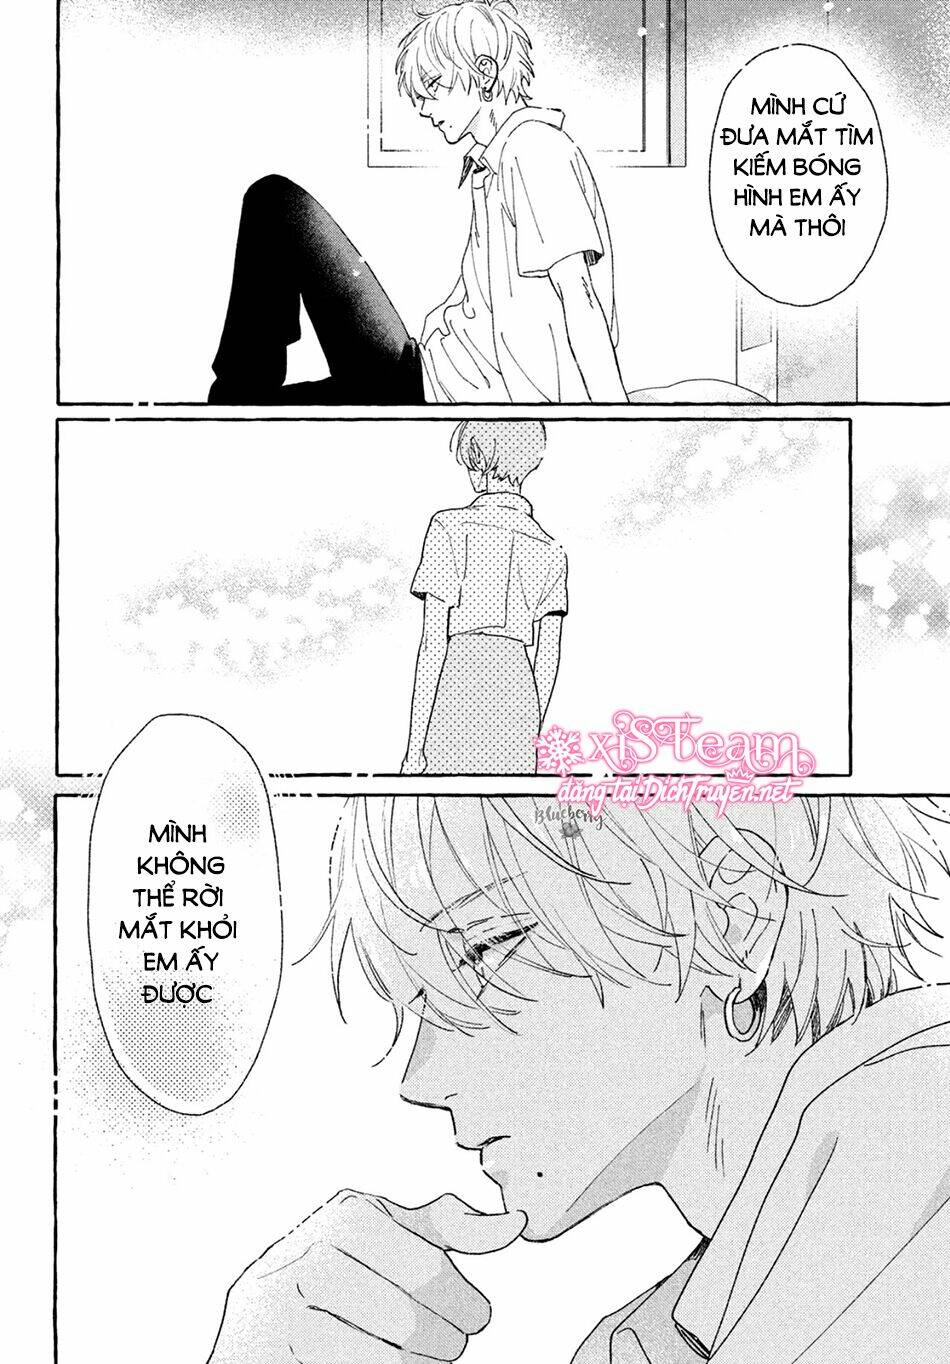 MÌNH CỨ
ĐƯA MẮT TÌM
KIẾM BÓNG
HÌNH EM ẤY
MÀ THÔI
xiSTeam
đăng tại DichTruyen.net
Blueberry
MÌNH
KHÔNG
THỂ RỜI
MẮT KHỎI
EM ẤY
ĐƯỢC